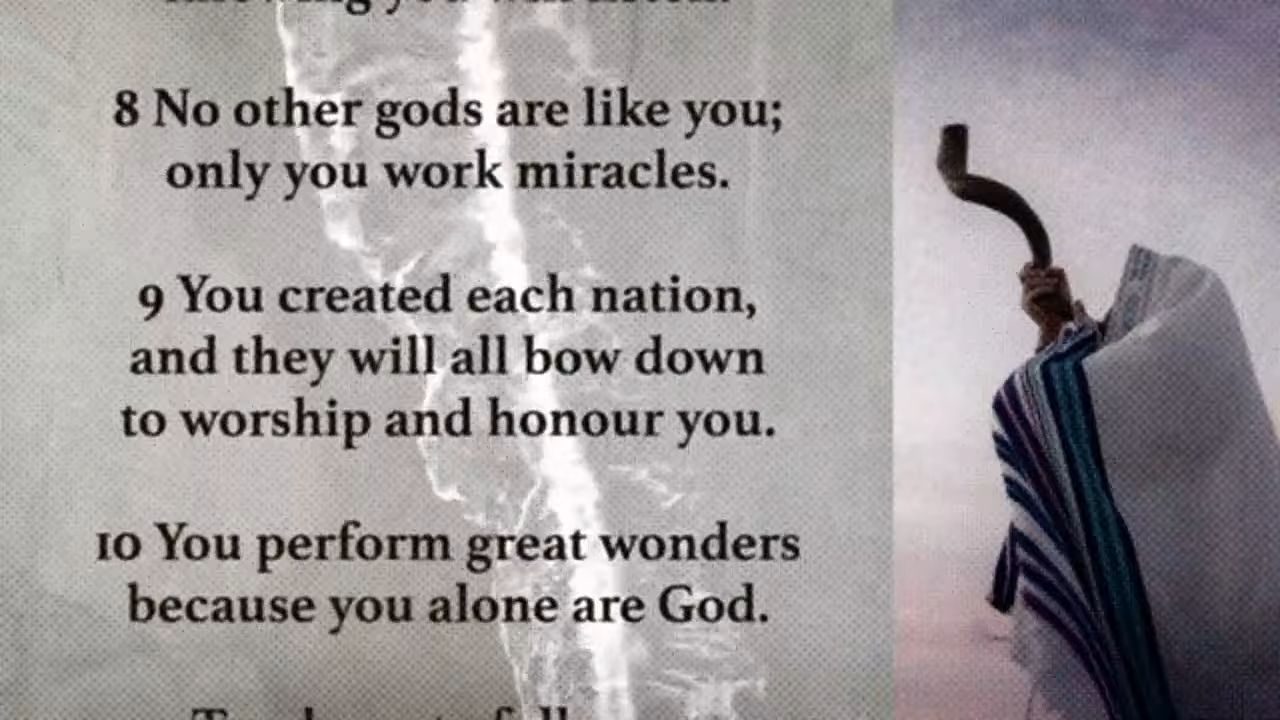 8 No other gods are like you;
only you work miracles.
9 You created each nation,
and they will all bow down
to worship and honour you.
10 You perform great wonders
because you alone are God.